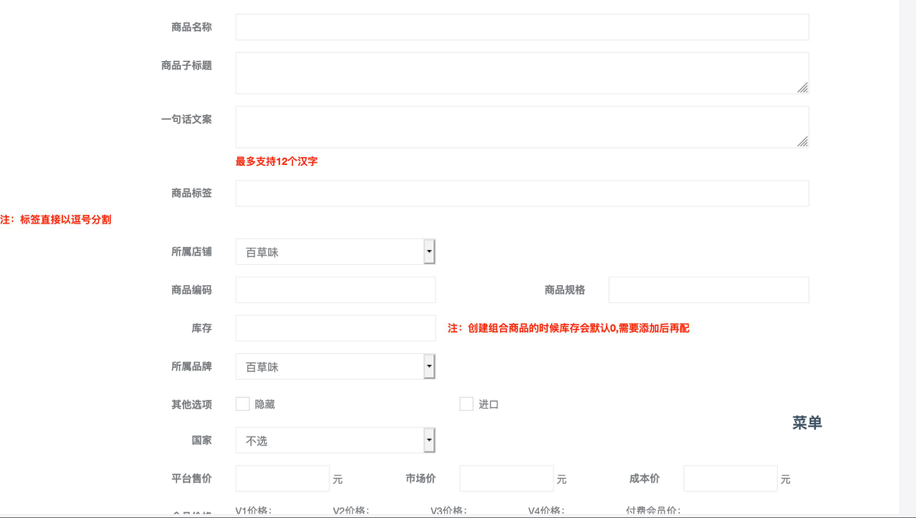 商品名称
商品子标题
一句话文案
最多支持12个汉字
商品标签
注：标签直接以逗号分割
所属店铺 百草味
商品编码 商品规格
库存 注：创建组合商品的时候库存会默认0,需要添加后再配
所属品牌 百草味
其他选项 隐藏 进口
菜单
国家 不选
平台售价 元 市场价 元 成本价 元
V1价格： V2价格： V3价格： V4价格： 付费会员价：